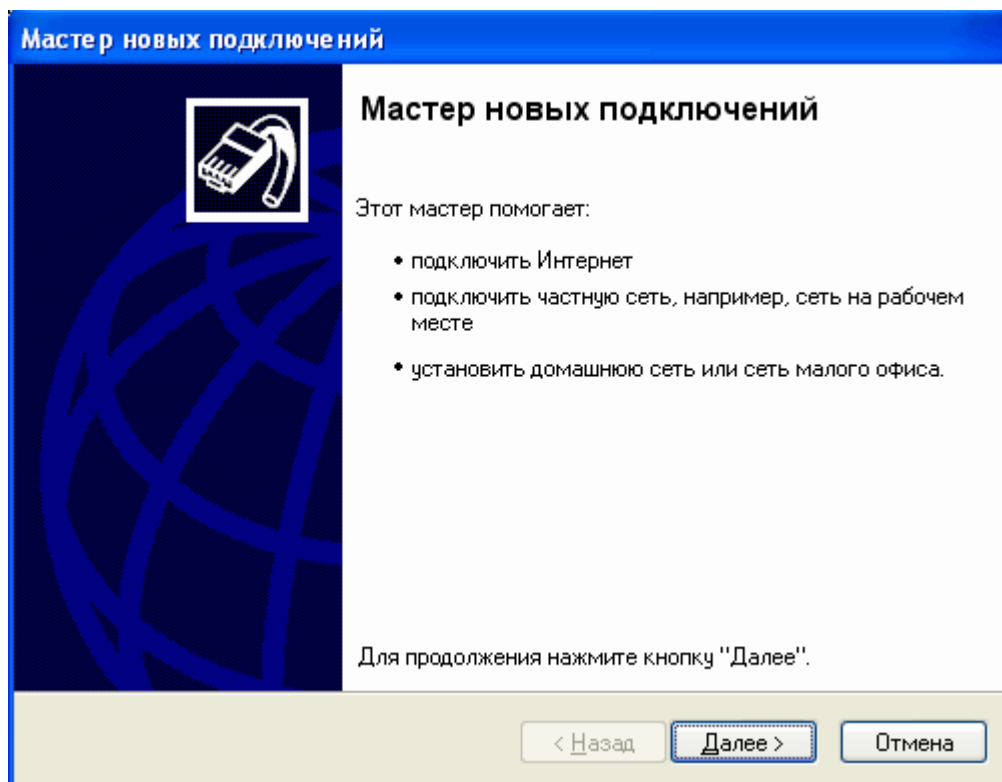 Мастер новых подключений
Мастер новых подключений
Этот мастер помогает:
• подключить Интернет
• подключить частную сеть, например, сеть на рабочем
месте
• установить домашнюю сеть или сеть малого офиса.
Для продолжения нажмите кнопку "Далее".
< Назад Далее > Отмена